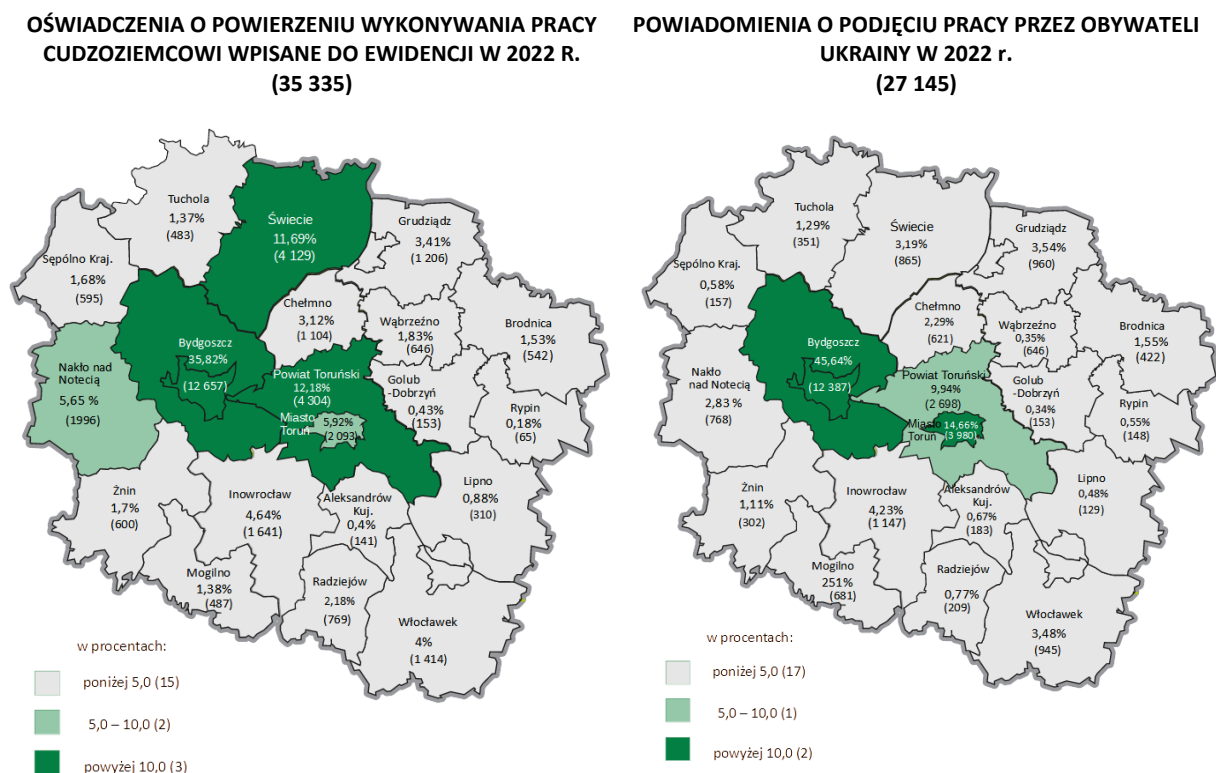 OŚWIADCZENIA O POWIERZENIU WYKONYWANIA PRACY
CUDZOZIEMCOWI WPISANE DO EWIDENCJI W 2022 R.
(35 335)
Tuchola
1,37%
(483)
Świecie
11,69%
(4 129)
Grudziądz
3,41%
(1 206)
Sępólno Kraj.
1,68%
(595)
Chełmno
3,12%
(1 104)
Wąbrzeźno
1,83%
(646)
Brodnica
1,53%
(542)
Bydgoszcz
35,82%
(12 657)
Nakło nad
Notecią
5,65 %
(1996)
Powiat Toruński
12,18%
(4 304)
Miasto
Toruń
5,92%
(2 093)
Golub
-Dobrzyń
0,43%
(153)
Rypin
0,18%
(65)
Żnin
1,7%
(600)
Inowrocław
4,64%
(1 641)
Aleksandrów
Kuj.
0,4%
(141)
Lipno
0,88%
(310)
Mogilno
1,38%
(487)
Radziejów
2,18%
(769)
Włocławek
4%
(1 414)
w procentach:
poniżej 5,0 (15)
5,0 – 10,0 (2)
powyżej 10,0 (3)
POWIADOMIENIA O PODJĘCIU PRACY PRZEZ OBYWATELI
UKRAINY W 2022 r.
(27 145)
Tuchola
1,29%
(351)
Świecie
3,19%
(865)
Grudziądz
3,54%
(960)
Sępólno Kraj.
0,58%
(157)
Chełmno
2,29%
(621)
Wąbrzeźno
0,35%
(646)
Brodnica
1,55%
(422)
Bydgoszcz
45,64%
(12 387)
Nakło
nad Notecią
2,83 %
(768)
Powiat Toruński
9,94%
(2 698)
Miasto
Toruń
14,66%
(3 980)
Golub
-Dobrzyń
0,34%
(153)
Rypin
0,55%
(148)
Żnin
1,11%
(302)
Inowrocław
4,23%
(1 147)
Aleksandrów
Kuj.
0,67%
(183)
Lipno
0,48%
(129)
Mogilno
251%
(681)
Radziejów
0,77%
(209)
Włocławek
3,48%
(945)
w procentach:
poniżej 5,0 (17)
5,0 – 10,0 (1)
powyżej 10,0 (2)